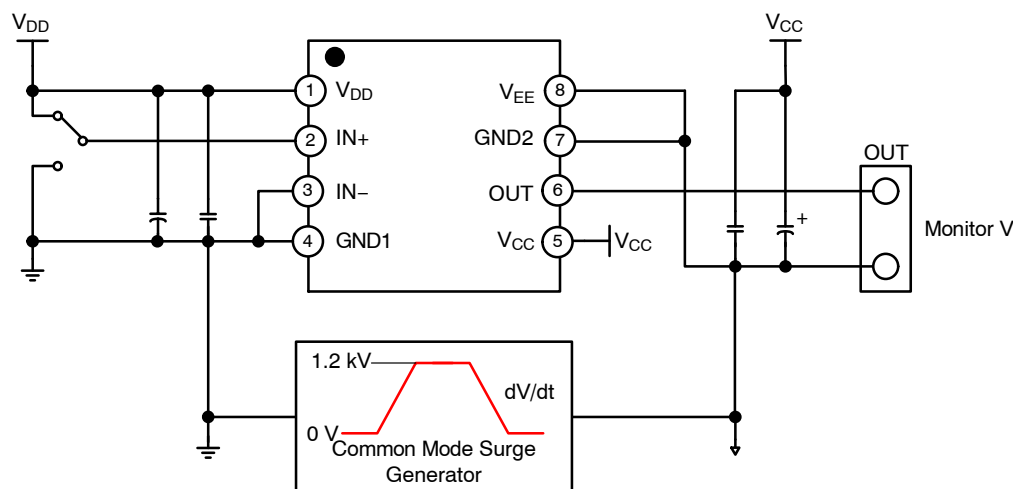 VDD
VCC
1 VDD
VEE 8
2 IN+
GND2 7
3 IN−
OUT 6
4 GND1
VCC 5
VCC
+
OUT
Monitor V
1.2 kV
dV/dt
0 V
Common Mode Surge
Generator